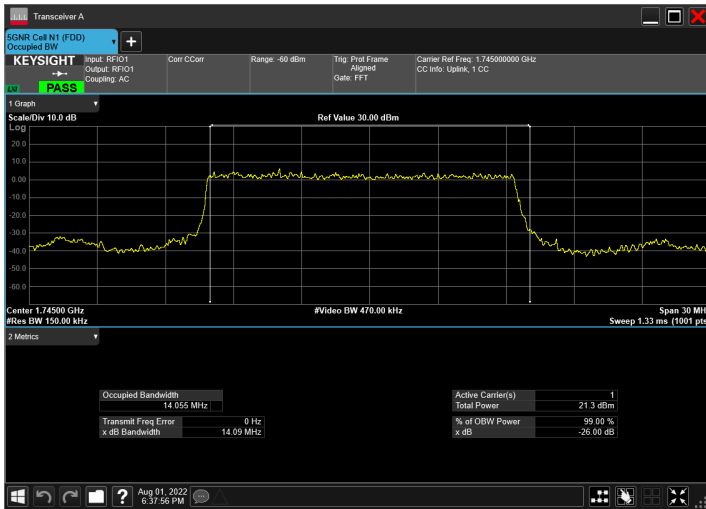 Transceiver A
5GNR Cell N1 (FDD)
Occupied BW
KEYSIGHT
LXI
PASS
Input: RFIO1
Output: RFIO1
Coupling: AC
Corr CCorr
Range: -60 dBm
Trig: Prot Frame
Aligned
Gate: FFT
Carrier Ref Freq: 1.745000000 GHz
CC Info: Uplink, 1 CC
1 Graph
Scale/Div 10.0 dB
Ref Value 30.00 dBm
Log
20.0
10.0
0.00
-10.0
-20.0
-30.0
-40.0
-50.0
-60.0
Center 1.74500 GHz
#Video BW 470.00 kHz
Span 30 MH
#Res BW 150.00 kHz
Sweep 1.33 ms (1001 pts
2 Metrics
Occupied Bandwidth
14.055 MHz
Active Carrier(s) 1
Total Power 21.3 dBm
Transmit Freq Error 0 Hz
x dB Bandwidth 14.09 MHz
% of OBW Power 99.00 %
x dB -26.00 dB
Aug 01, 2022
6:37:56 PM